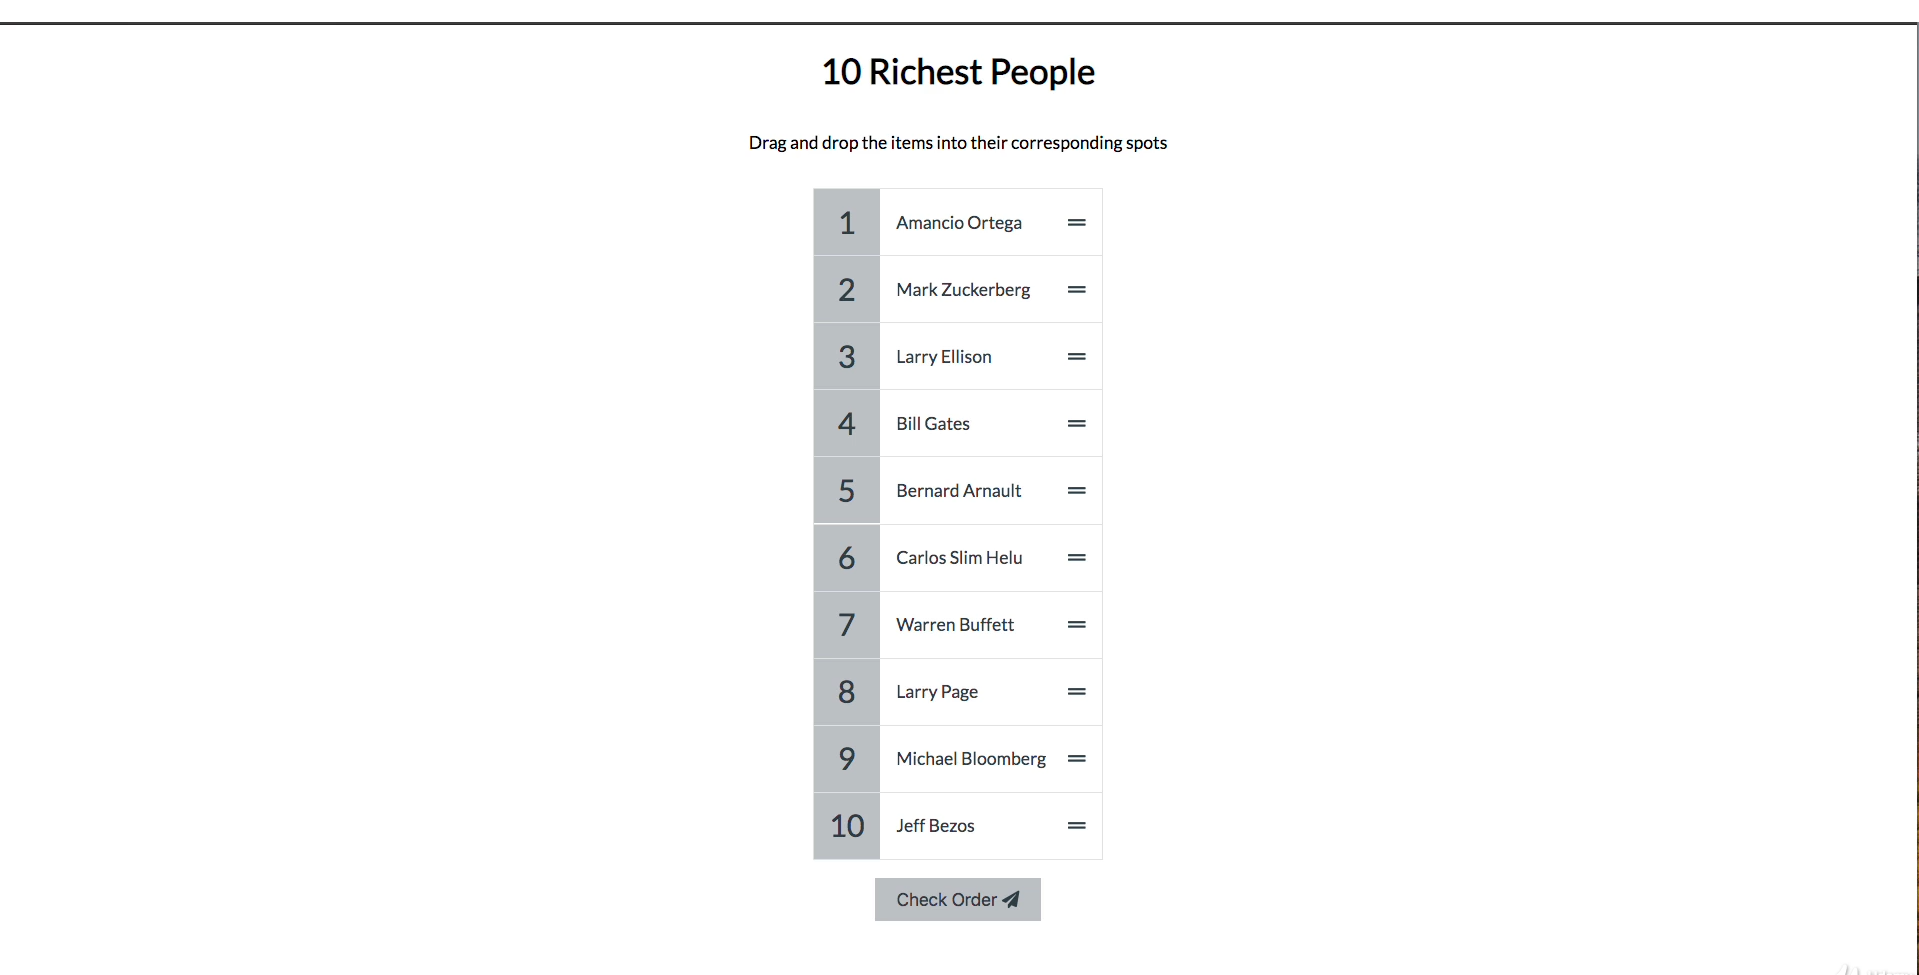 10 Richest People
Drag and drop the items into their corresponding spots
1 Amancio Ortega
2 Mark Zuckerberg
3 Larry Ellison
4 Bill Gates
5 Bernard Arnault
6 Carlos Slim Helu
7 Warren Buffett
8 Larry Page
9 Michael Bloomberg
10 Jeff Bezos
Check Order